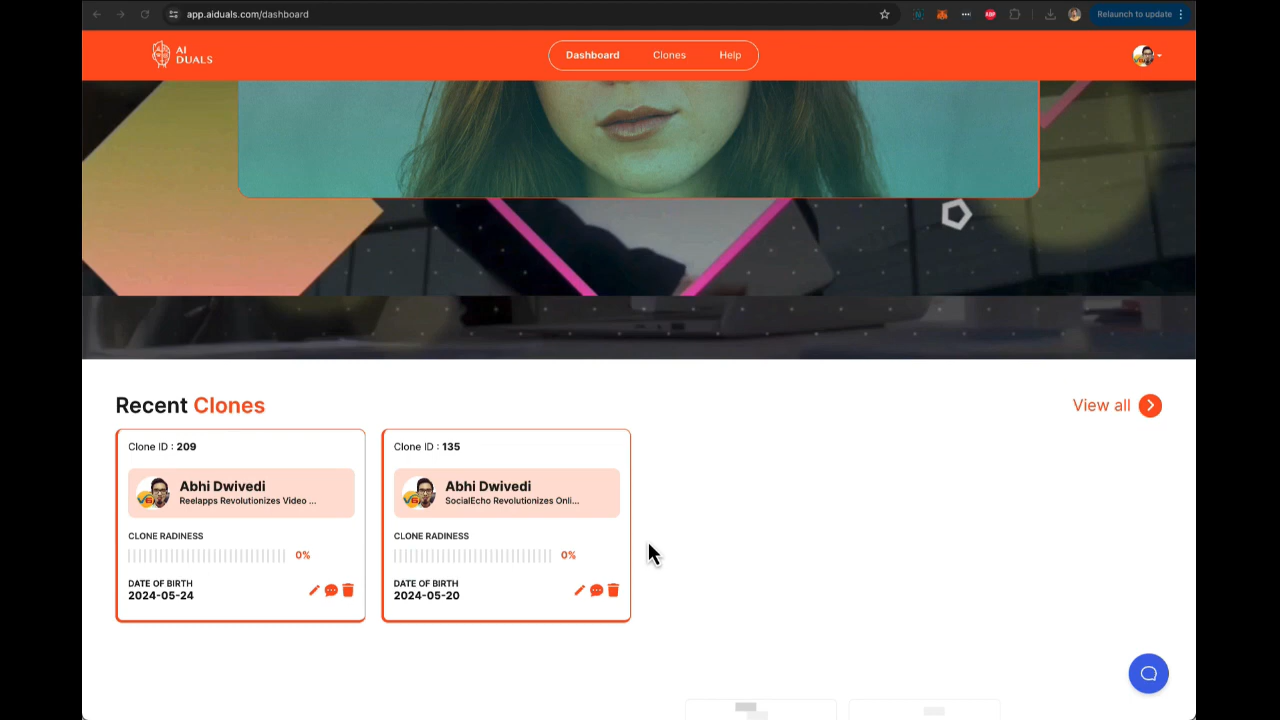 app.aiduals.com/dashboard
Relaunch to update
AI
DUALS
Dashboard
Clones
Help
Recent Clones
View all
Clone ID : 209
Abhi Dwivedi
Reelapps Revolutionizes Video ...
CLONE RADINESS
0%
DATE OF BIRTH
2024-05-24
Clone ID : 135
Abhi Dwivedi
SocialEcho Revolutionizes Onli...
CLONE RADINESS
0%
DATE OF BIRTH
2024-05-20